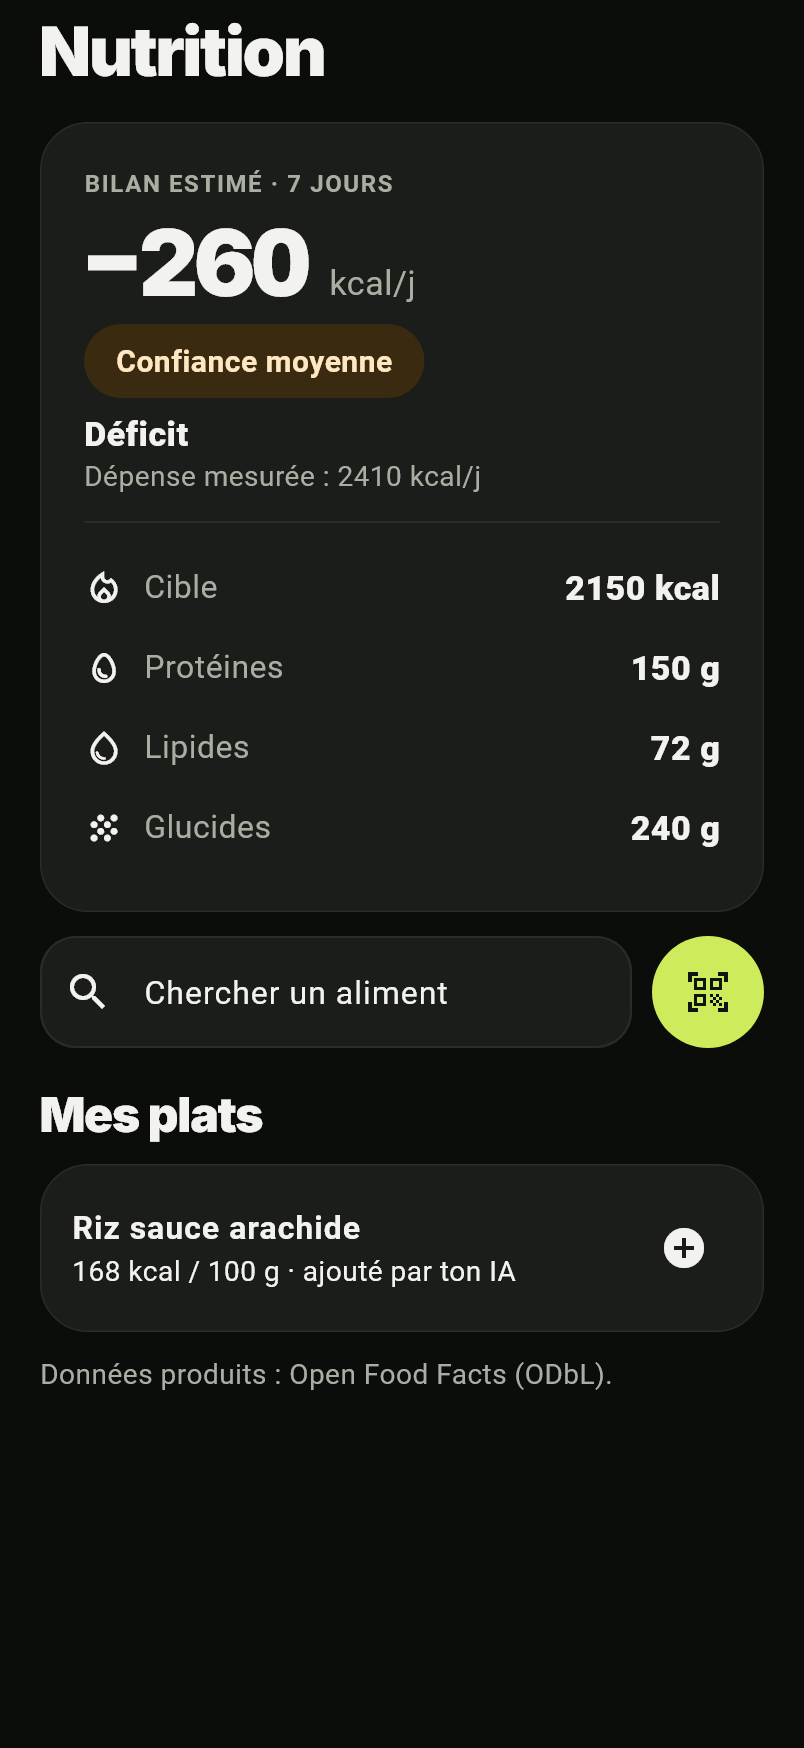 Nutrition
BILAN ESTIMÉ · 7 JOURS
−260 kcal/j
Confiance moyenne
Déficit
Dépense mesurée : 2410 kcal/j
Cible 2150 kcal
Protéines 150 g
Lipides 72 g
Glucides 240 g
Chercher un aliment
Mes plats
Riz sauce arachide
168 kcal / 100 g · ajouté par ton IA
Données produits : Open Food Facts (ODbL).